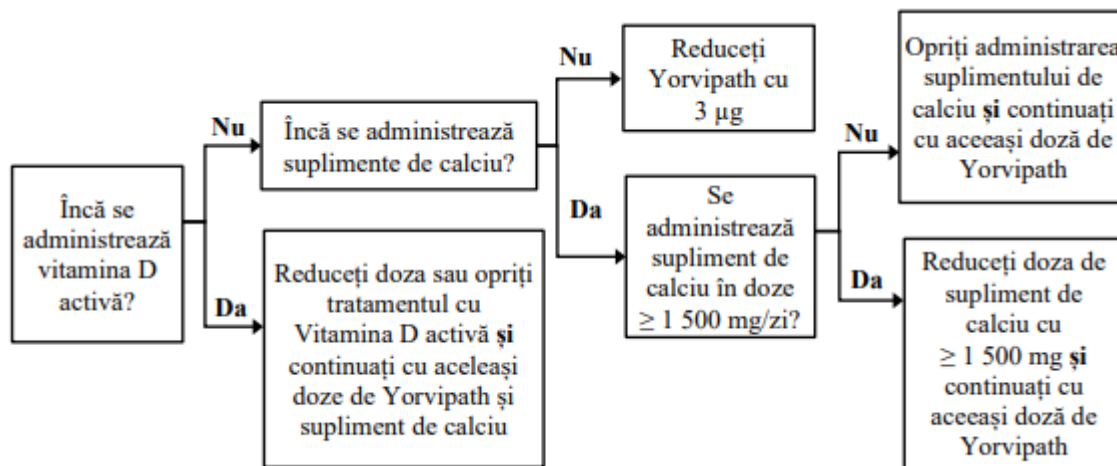 Încă se
administrează
vitamina D
activă?
Nu
Da
Încă se administrează
suplimente de calciu?
Reduceți doza sau opriți
tratamentul cu
Vitamina D activă și
continuați cu aceleași
doze de Yorvipath și
supliment de calciu
Nu
Da
Reduceți
Yorvipath cu
3 µg
Se
administrează
supliment de
calciu în doze
≥ 1 500 mg/zi?
Nu
Da
Opriți administrarea
suplimentului de
calciu și continuați
cu aceeași doză de
Yorvipath
Reduceți doza de
supliment de
calciu cu
≥ 1 500 mg și
continuați cu
aceeași doză de
Yorvipath